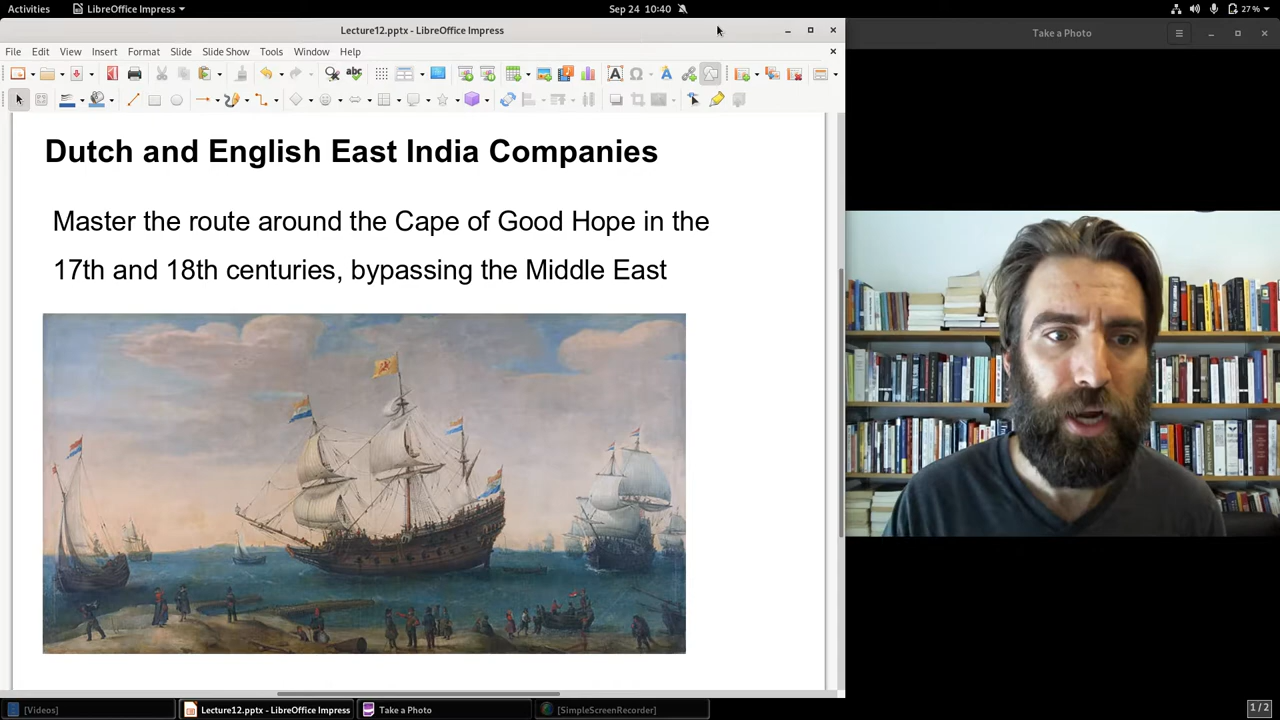 Activities LibreOffice Impress Sep 24 10:40 27%
Lecture12.pptx - LibreOffice Impress
Take a Photo
File Edit View Insert Format Slide Slide Show Tools Window Help
Dutch and English East India Companies
Master the route around the Cape of Good Hope in the
17th and 18th centuries, bypassing the Middle East
[Videos] Lecture12.pptx - LibreOffice Impress Take a Photo [SimpleScreenRecorder] 1/2